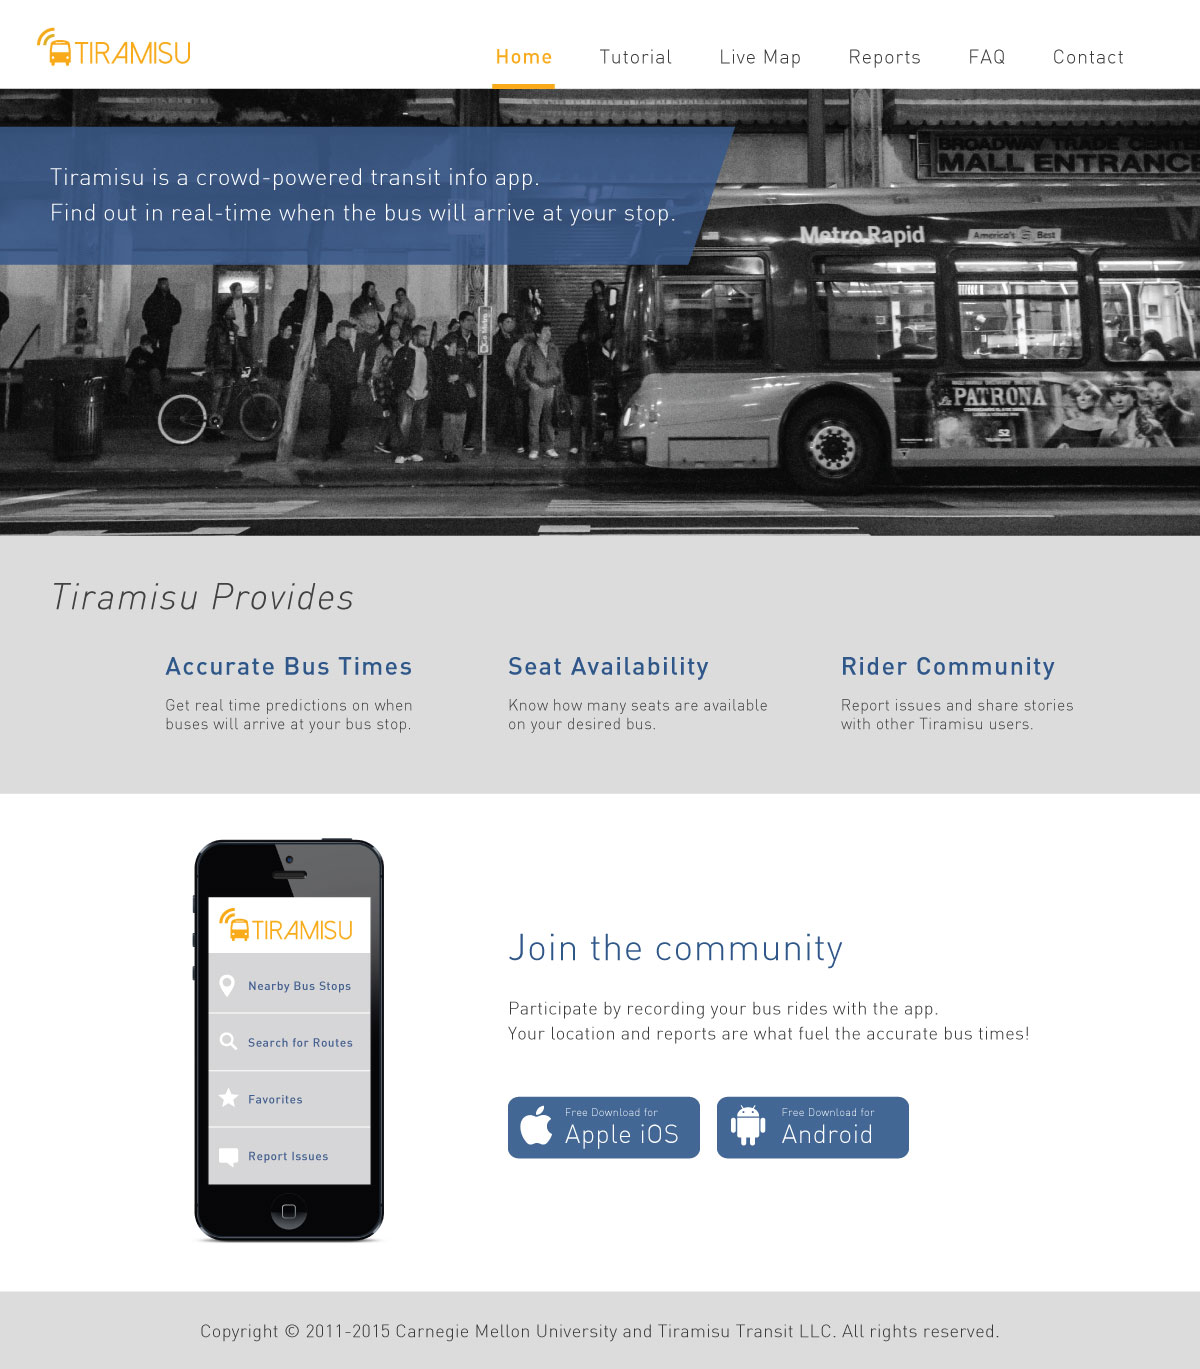 TIRAMISU
Home Tutorial Live Map Reports FAQ Contact
BROADWAY TRADE CENTER
MALL ENTRANCE
Tiramisu is a crowd-powered transit info app.
Find out in real-time when the bus will arrive at your stop.
Metro Rapid
America's Best
PATRONA
Tiramisu Provides
Accurate Bus Times
Get real time predictions on when
buses will arrive at your bus stop.
Seat Availability
Know how many seats are available
on your desired bus.
Rider Community
Report issues and share stories
with other Tiramisu users.
TIRAMISU
Nearby Bus Stops
Search for Routes
Favorites
Report Issues
Join the community
Participate by recording your bus rides with the app.
Your location and reports are what fuel the accurate bus times!
Free Download for
Apple iOS
Free Download for
Android
Copyright © 2011-2015 Carnegie Mellon University and Tiramisu Transit LLC. All rights reserved.